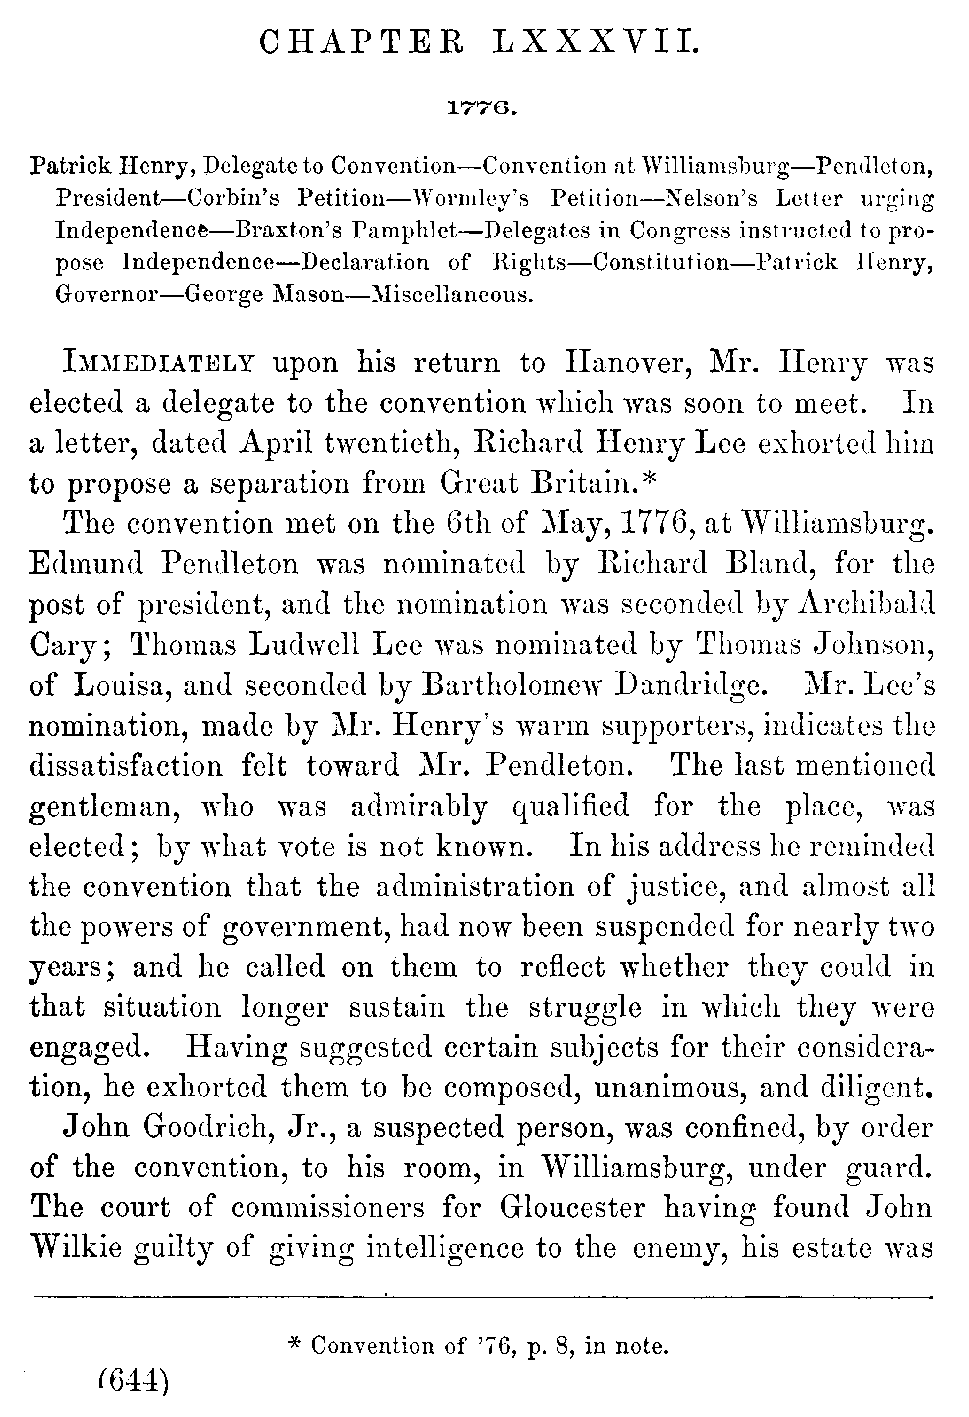 CHAPTER LXXXVII.
1776.
Patrick Henry, Delegate to Convention—Convention at Williamsburg—Pendleton,
President—Corbin's Petition—Wormley's Petition—Nelson's Letter urging
Independence—Braxton's Pamphlet—Delegates in Congress instructed to pro-
pose Independence—Declaration of Rights—Constitution—Patrick Henry,
Governor—George Mason—Miscellaneous.
IMMEDIATELY upon his return to Hanover, Mr. Henry was
elected a delegate to the convention which was soon to meet. In
a letter, dated April twentieth, Richard Henry Lee exhorted him
to propose a separation from Great Britain.*
The convention met on the 6th of May, 1776, at Williamsburg.
Edmund Pendleton was nominated by Richard Bland, for the
post of president, and the nomination was seconded by Archibald
Cary; Thomas Ludwell Lee was nominated by Thomas Johnson,
of Louisa, and seconded by Bartholomew Dandridge. Mr. Lee's
nomination, made by Mr. Henry's warm supporters, indicates the
dissatisfaction felt toward Mr. Pendleton. The last mentioned
gentleman, who was admirably qualified for the place, was
elected; by what vote is not known. In his address he reminded
the convention that the administration of justice, and almost all
the powers of government, had now been suspended for nearly two
years; and he called on them to reflect whether they could in
that situation longer sustain the struggle in which they were
engaged. Having suggested certain subjects for their considera-
tion, he exhorted them to be composed, unanimous, and diligent.
John Goodrich, Jr., a suspected person, was confined, by order
of the convention, to his room, in Williamsburg, under guard.
The court of commissioners for Gloucester having found John
Wilkie guilty of giving intelligence to the enemy, his estate was
* Convention of '76, p. 8, in note.
(644)